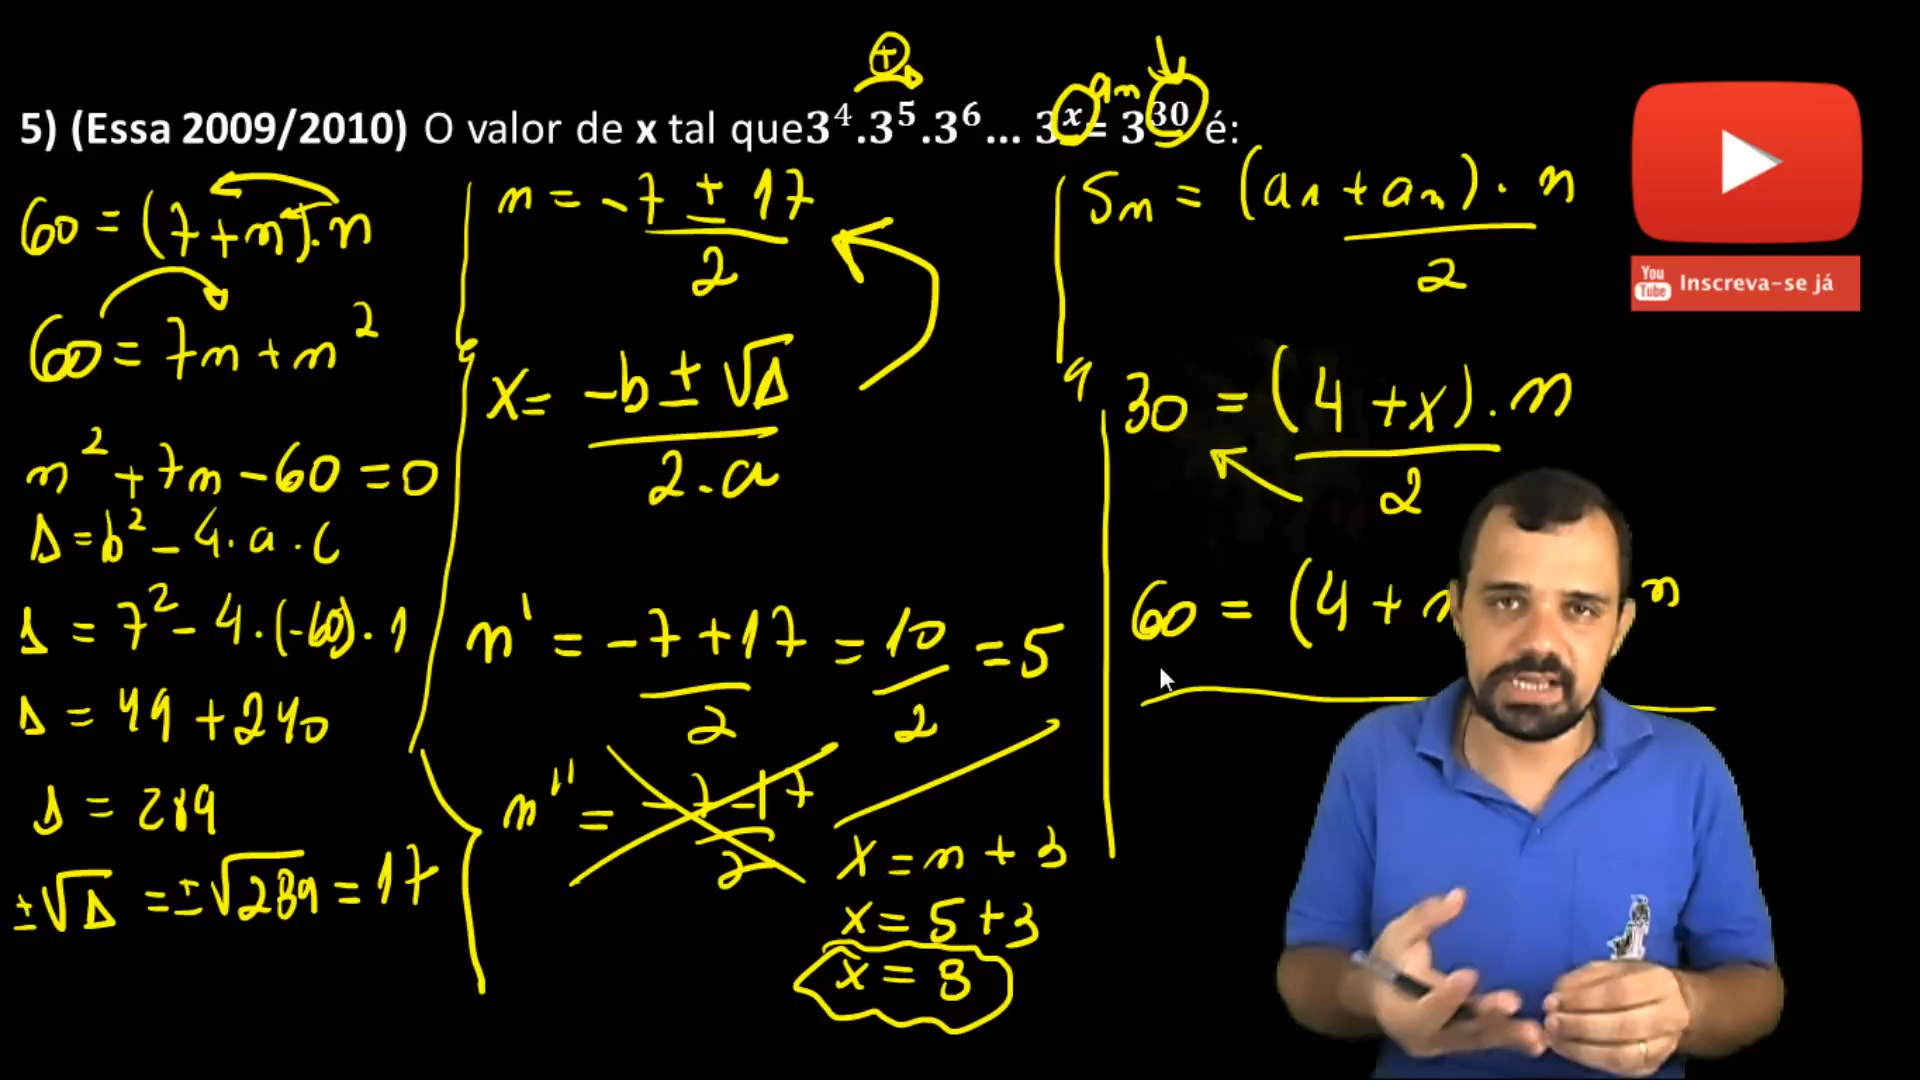 5) (Essa 2009/2010) O valor de x tal que3⁴.3⁵.3⁶... 3ˣ= 3³⁰ é:
+
an
60 = (7+n).n
60 = 7n + n²
n² + 7n - 60 = 0
Δ = b² - 4.a.c
Δ = 7² - 4.(-60).1
Δ = 49 + 240
Δ = 289
±√Δ = ±√289 = 17
n = -7 ± 17 / 2
x = -b ± √Δ / 2.a
n' = -7 + 17 / 2 = 10 / 2 = 5
n'' = -7 - 17 / 2
x = n + 3
x = 5 + 3
x = 8
Sn = (a1 + an).n / 2
30 = (4 + x).n / 2
60 = (4 + n
You Tube Inscreva-se já